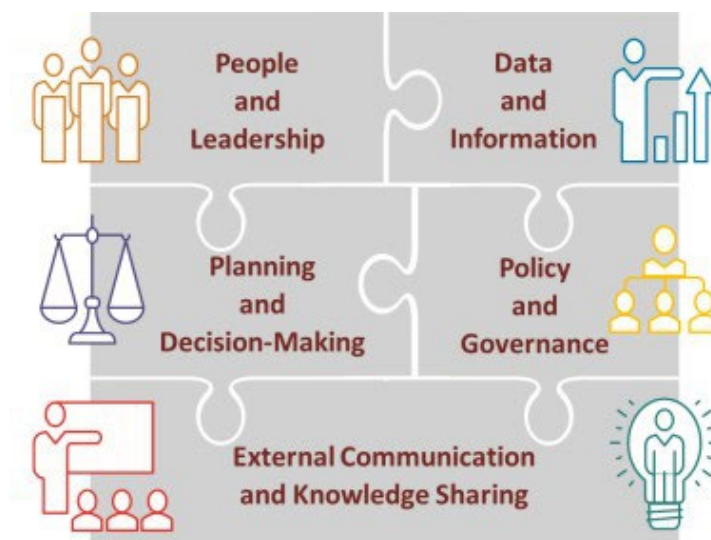 People
and
Leadership
Data
and
Information
Planning
and
Decision-Making
Policy
and
Governance
External Communication
and Knowledge Sharing